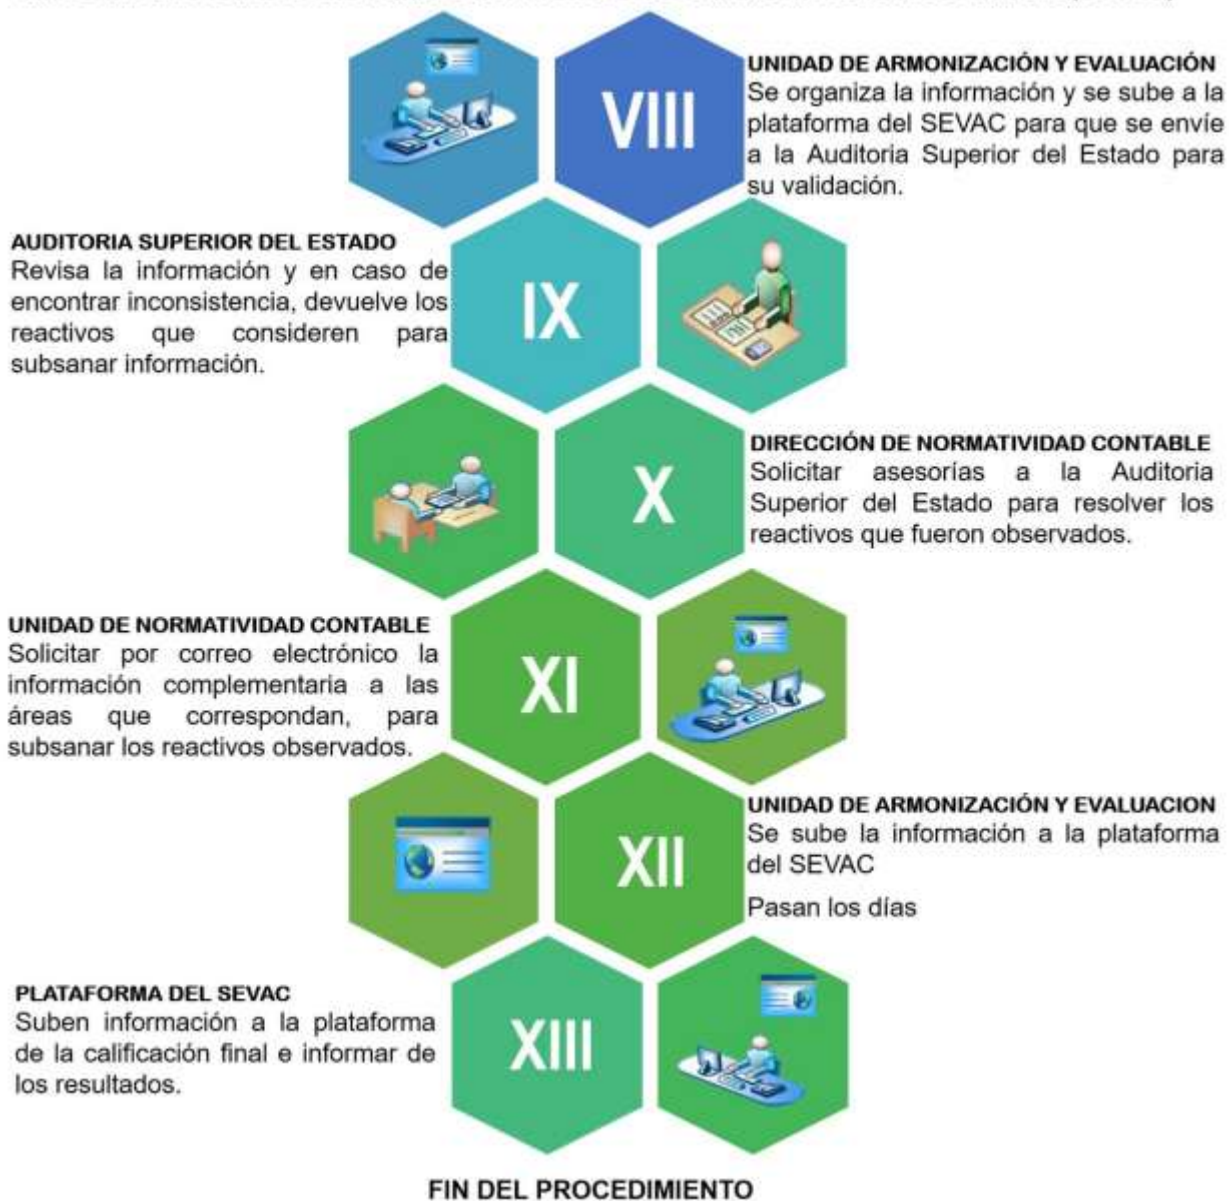 VIII
UNIDAD DE ARMONIZACIÓN Y EVALUACIÓN
Se organiza la información y se sube a la
plataforma del SEVAC para que se envíe
a la Auditoria Superior del Estado para
su validación.
AUDITORIA SUPERIOR DEL ESTADO
Revisa la información y en caso de
encontrar inconsistencia, devuelve los
reactivos que consideren para
subsanar información.
IX
X
DIRECCIÓN DE NORMATIVIDAD CONTABLE
Solicitar asesorías a la Auditoria
Superior del Estado para resolver los
reactivos que fueron observados.
UNIDAD DE NORMATIVIDAD CONTABLE
Solicitar por correo electrónico la
información complementaria a las
áreas que correspondan, para
subsanar los reactivos observados.
XI
XII
UNIDAD DE ARMONIZACIÓN Y EVALUACION
Se sube la información a la plataforma
del SEVAC
Pasan los días
PLATAFORMA DEL SEVAC
Suben información a la plataforma
de la calificación final e informar de
los resultados.
XIII
FIN DEL PROCEDIMIENTO